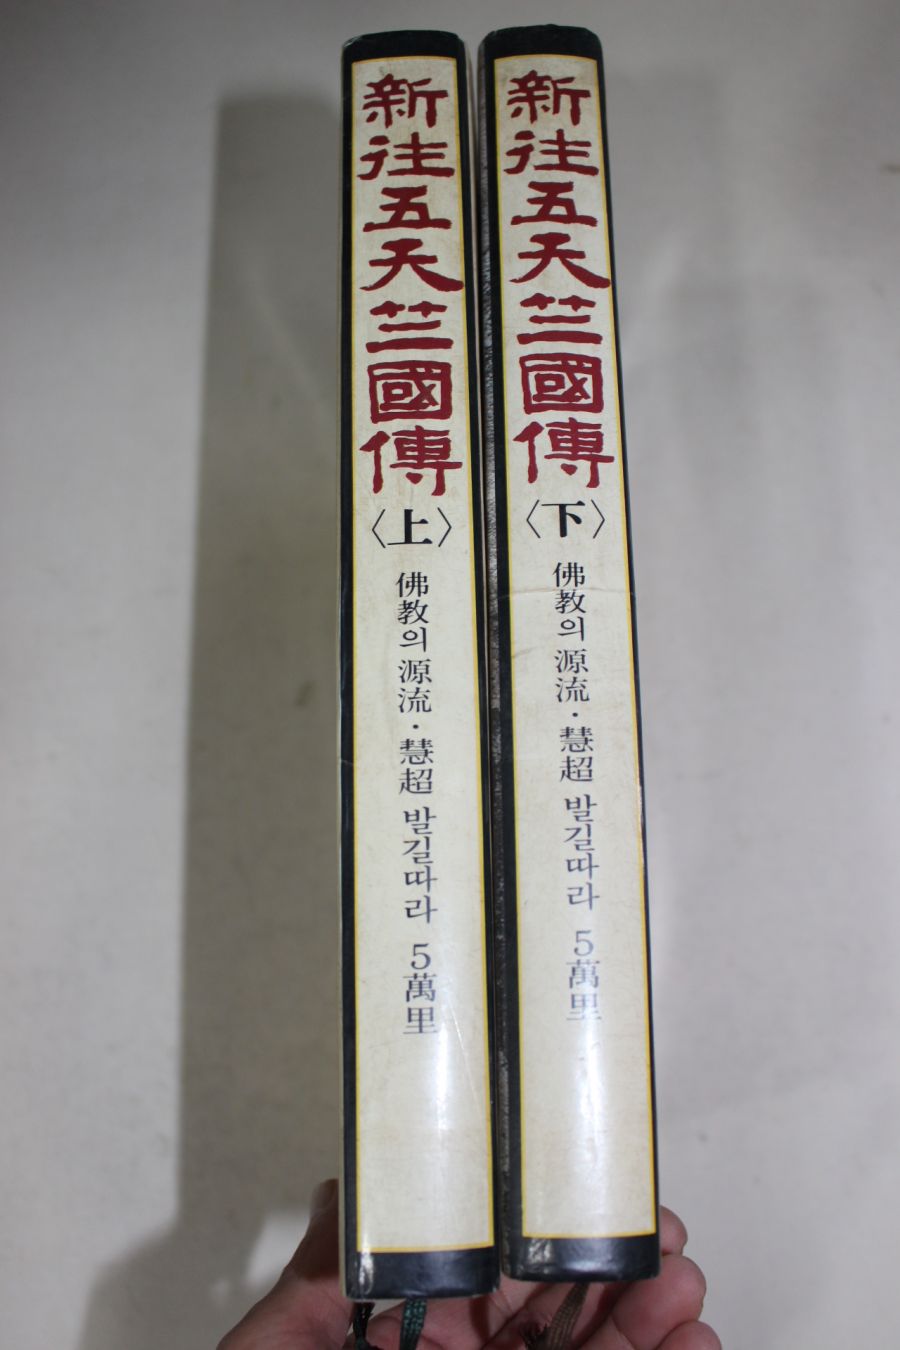 新往五天竺國傳
〈上〉
佛教의 源流·慧超 발길따라 5萬里
新往五天竺國傳
〈下〉
佛教의 源流·慧超 발길따라 5萬里